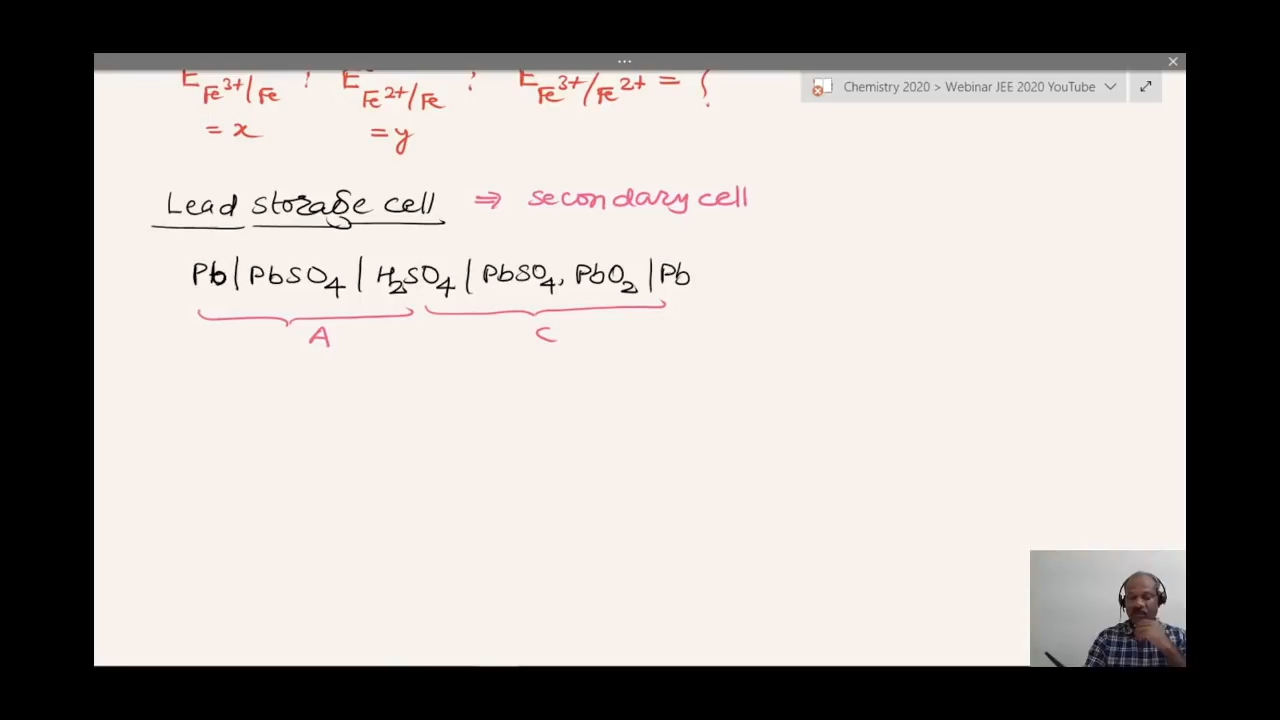 ...
Chemistry 2020 > Webinar JEE 2020 YouTube
E Fe3+/Fe ? E Fe2+/Fe ? E Fe3+/Fe2+ = ?
= x = y
Lead storage cell ⇒ secondary cell
Pb | PbSO4 | H2SO4 | PbSO4, PbO2 | Pb
A C